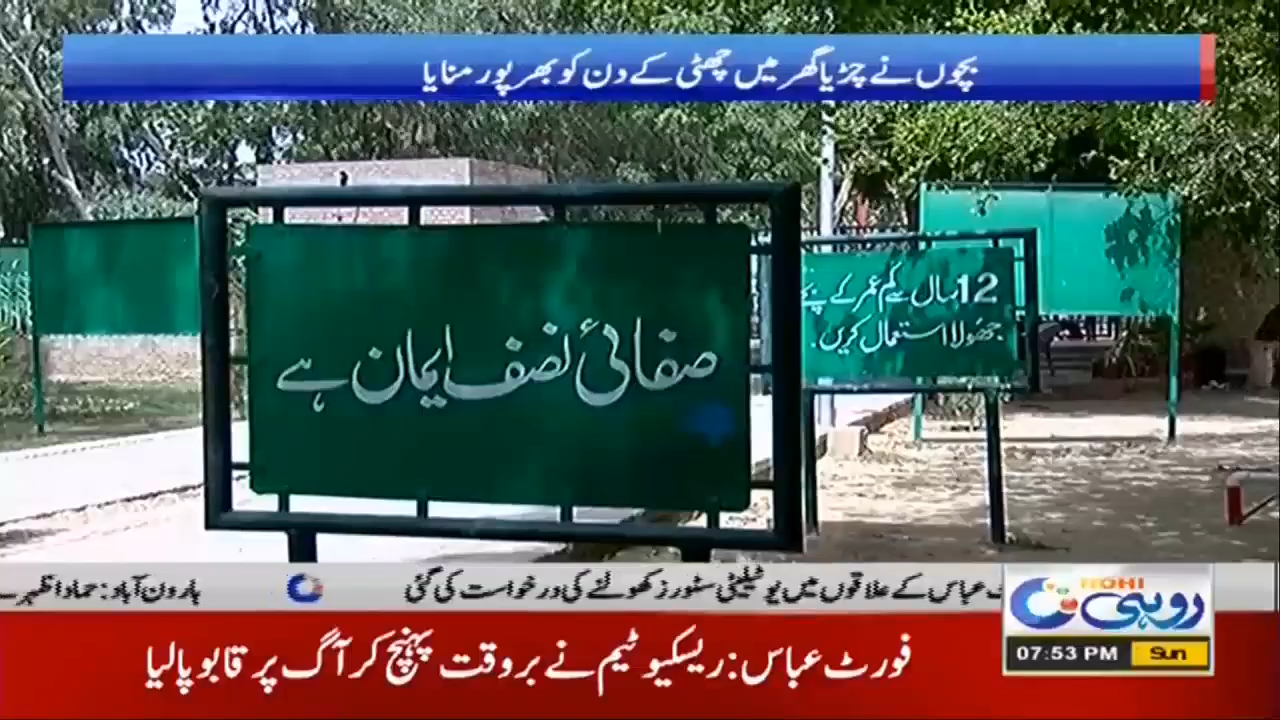 بچوں نے چڑیا گھر میں چھٹی کے دن کو بھرپور منایا
صفائی نصف ایمان ہے
12 سال سے کم عمر کے بچے
جھولا استعمال کریں۔
عباس کے علاقوں میں یوٹیلیٹی سٹورز کھولنے کی درخواست کی گئی
ہارون آباد: حماد اظہر
ROHI
روہی
07:53 PM Sun
فورٹ عباس: ریسکیو ٹیم نے بروقت پہنچ کر آگ پر قابو پالیا